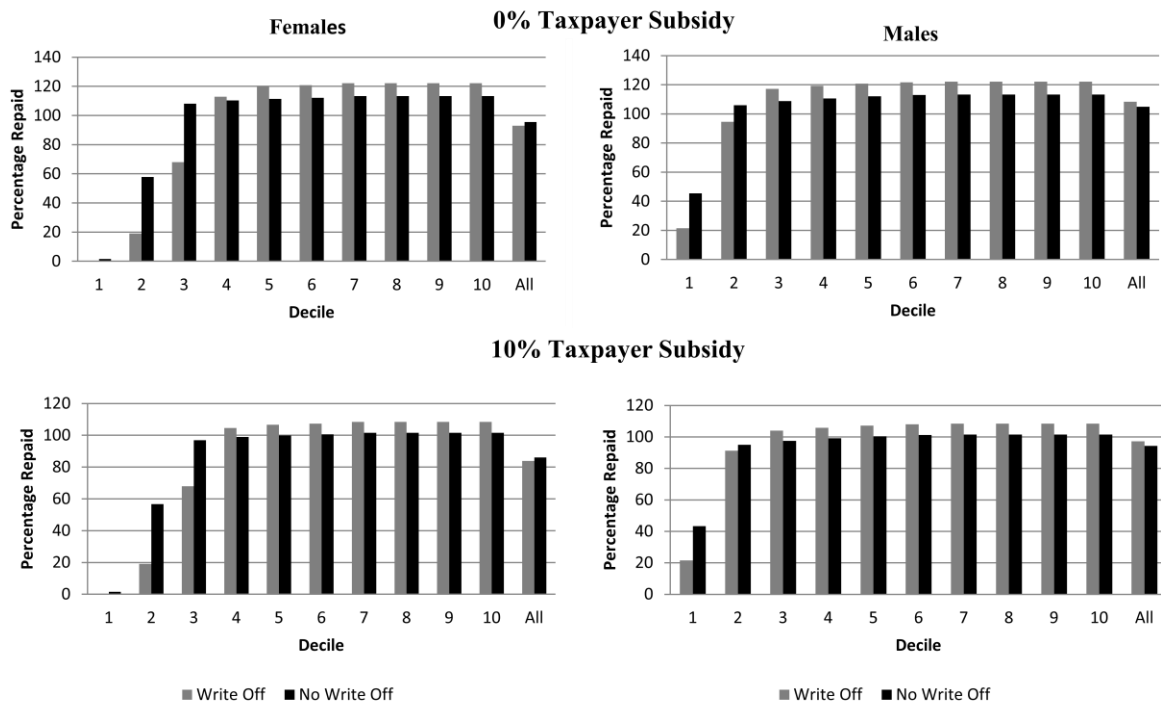 0% Taxpayer Subsidy
Females
Males
Percentage Repaid
140
120
100
80
60
40
20
0
1 2 3 4 5 6 7 8 9 10 All
Decile
Percentage Repaid
140
120
100
80
60
40
20
0
1 2 3 4 5 6 7 8 9 10 All
Decile
10% Taxpayer Subsidy
Percentage Repaid
120
100
80
60
40
20
0
1 2 3 4 5 6 7 8 9 10 All
Decile
Write Off No Write Off
Percentage Repaid
120
100
80
60
40
20
0
1 2 3 4 5 6 7 8 9 10 All
Decile
Write Off No Write Off